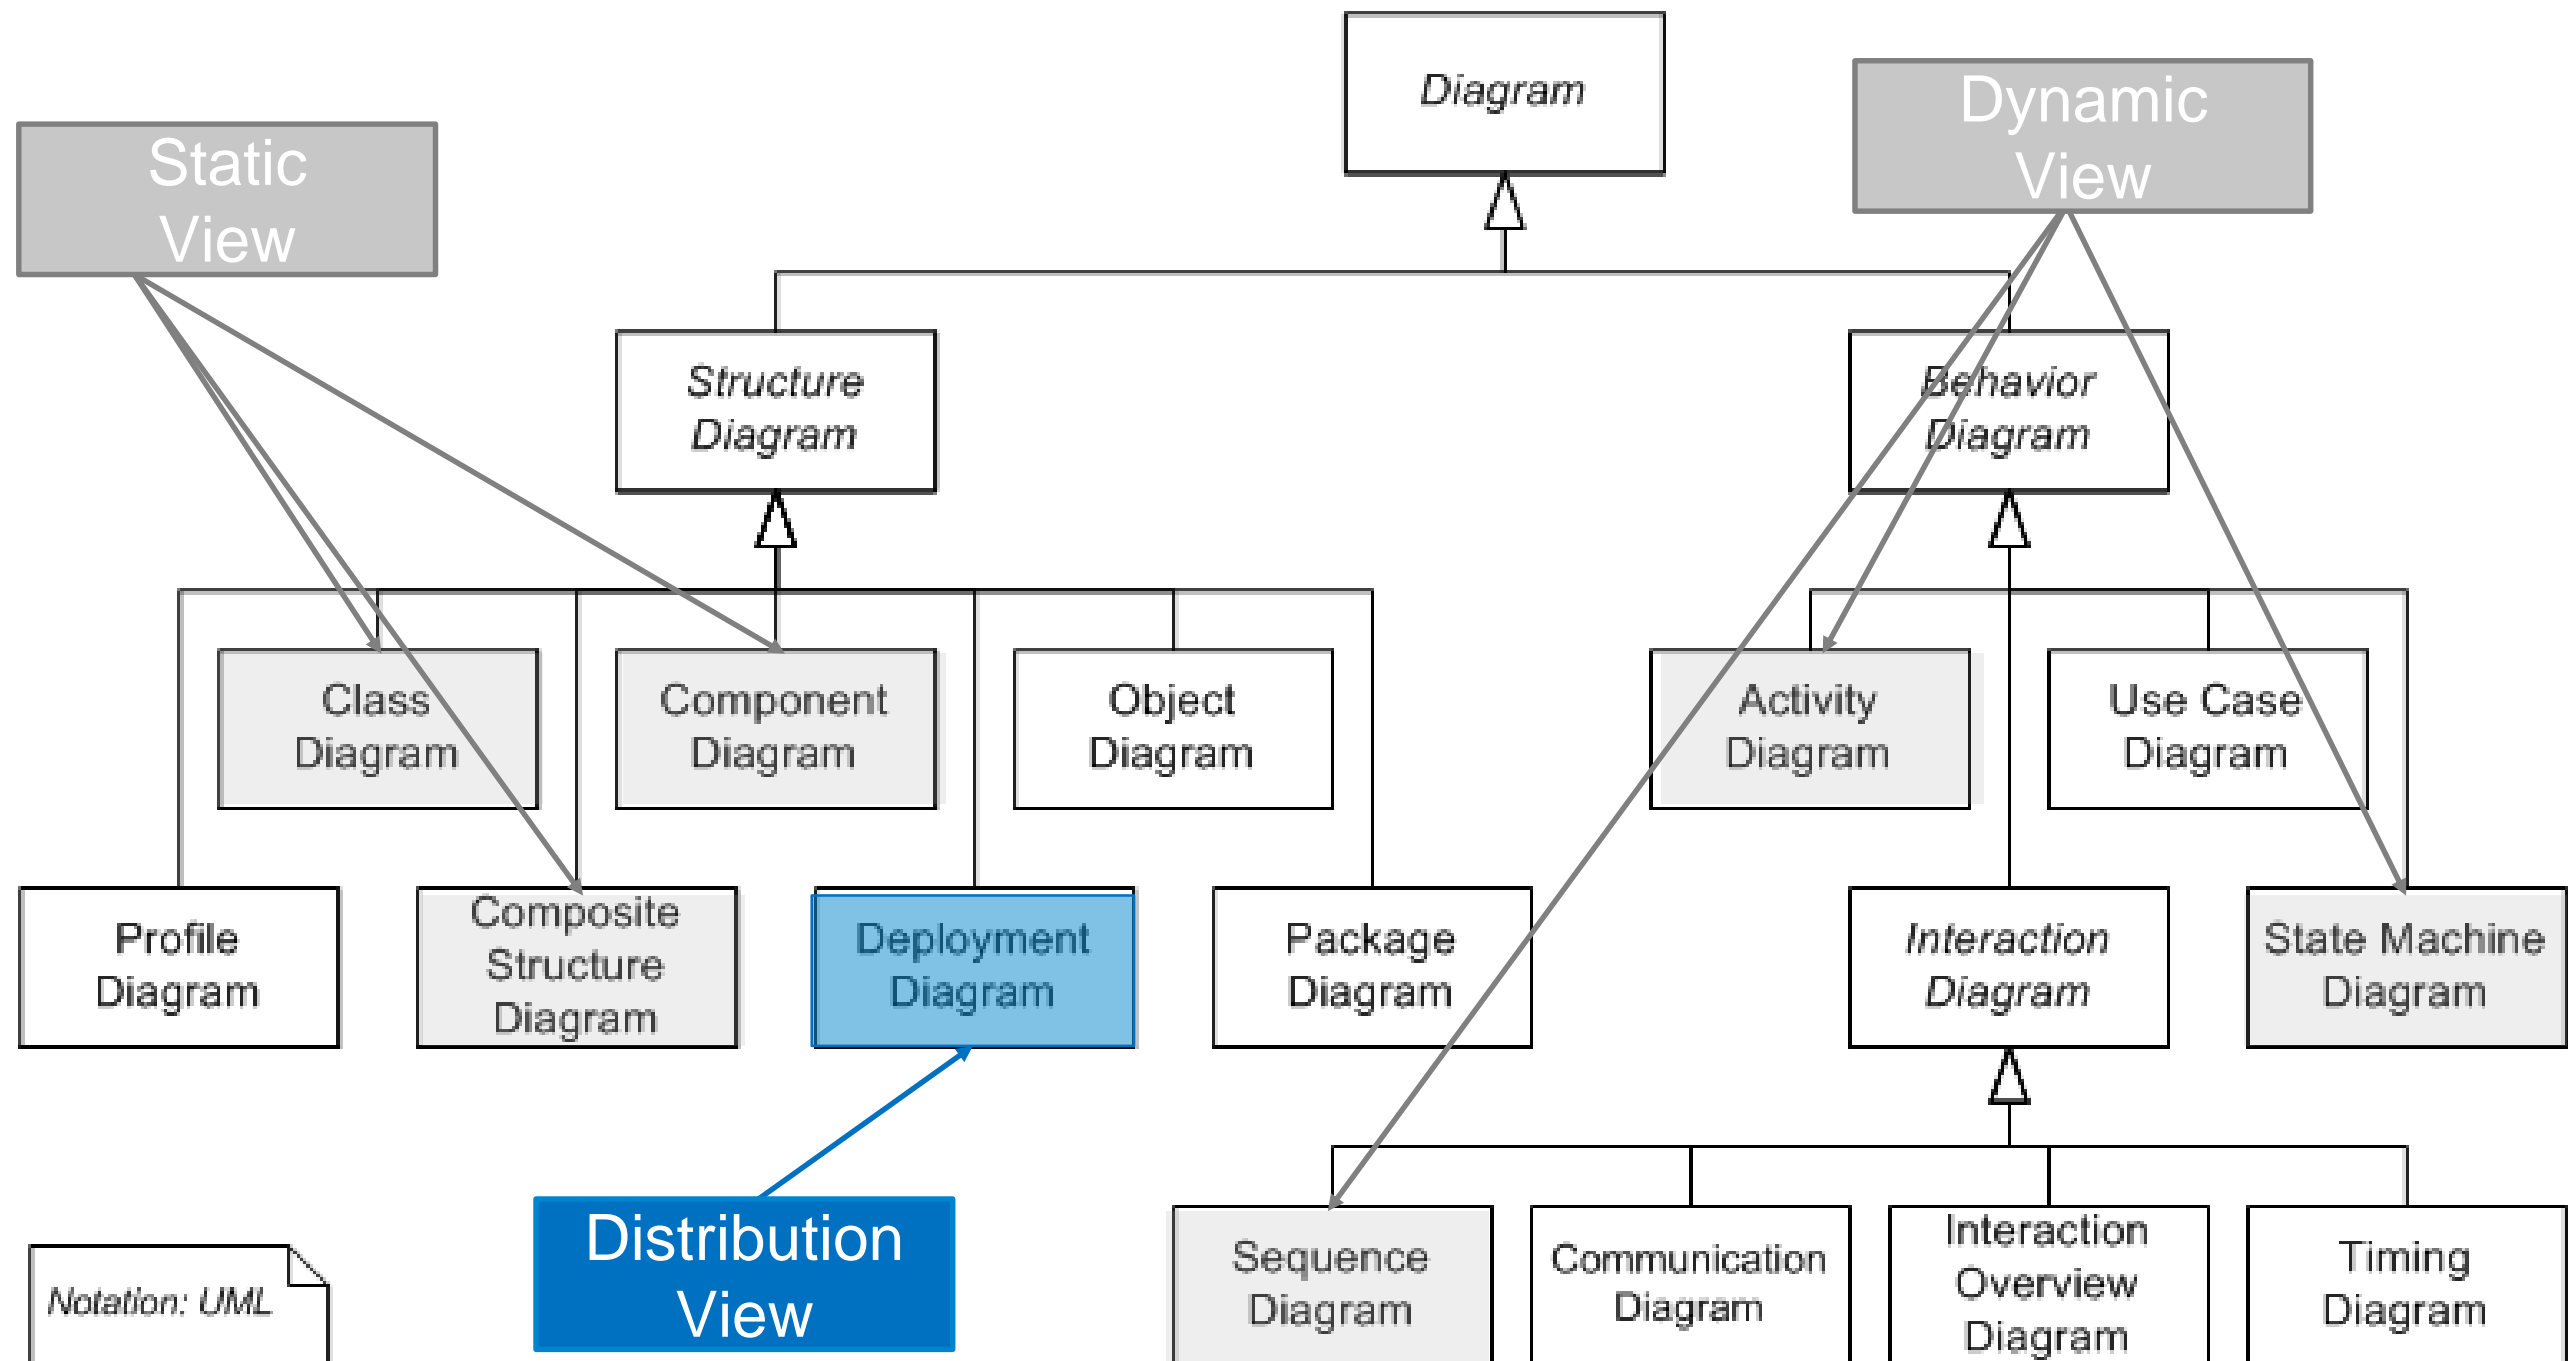 Diagram
Dynamic
View
Static
View
Structure
Diagram
Behavior
Diagram
Class
Diagram
Component
Diagram
Object
Diagram
Activity
Diagram
Use Case
Diagram
Profile
Diagram
Composite
Structure
Diagram
Deployment
Diagram
Package
Diagram
Interaction
Diagram
State Machine
Diagram
Notation: UML
Distribution
View
Sequence
Diagram
Communication
Diagram
Interaction
Overview
Diagram
Timing
Diagram